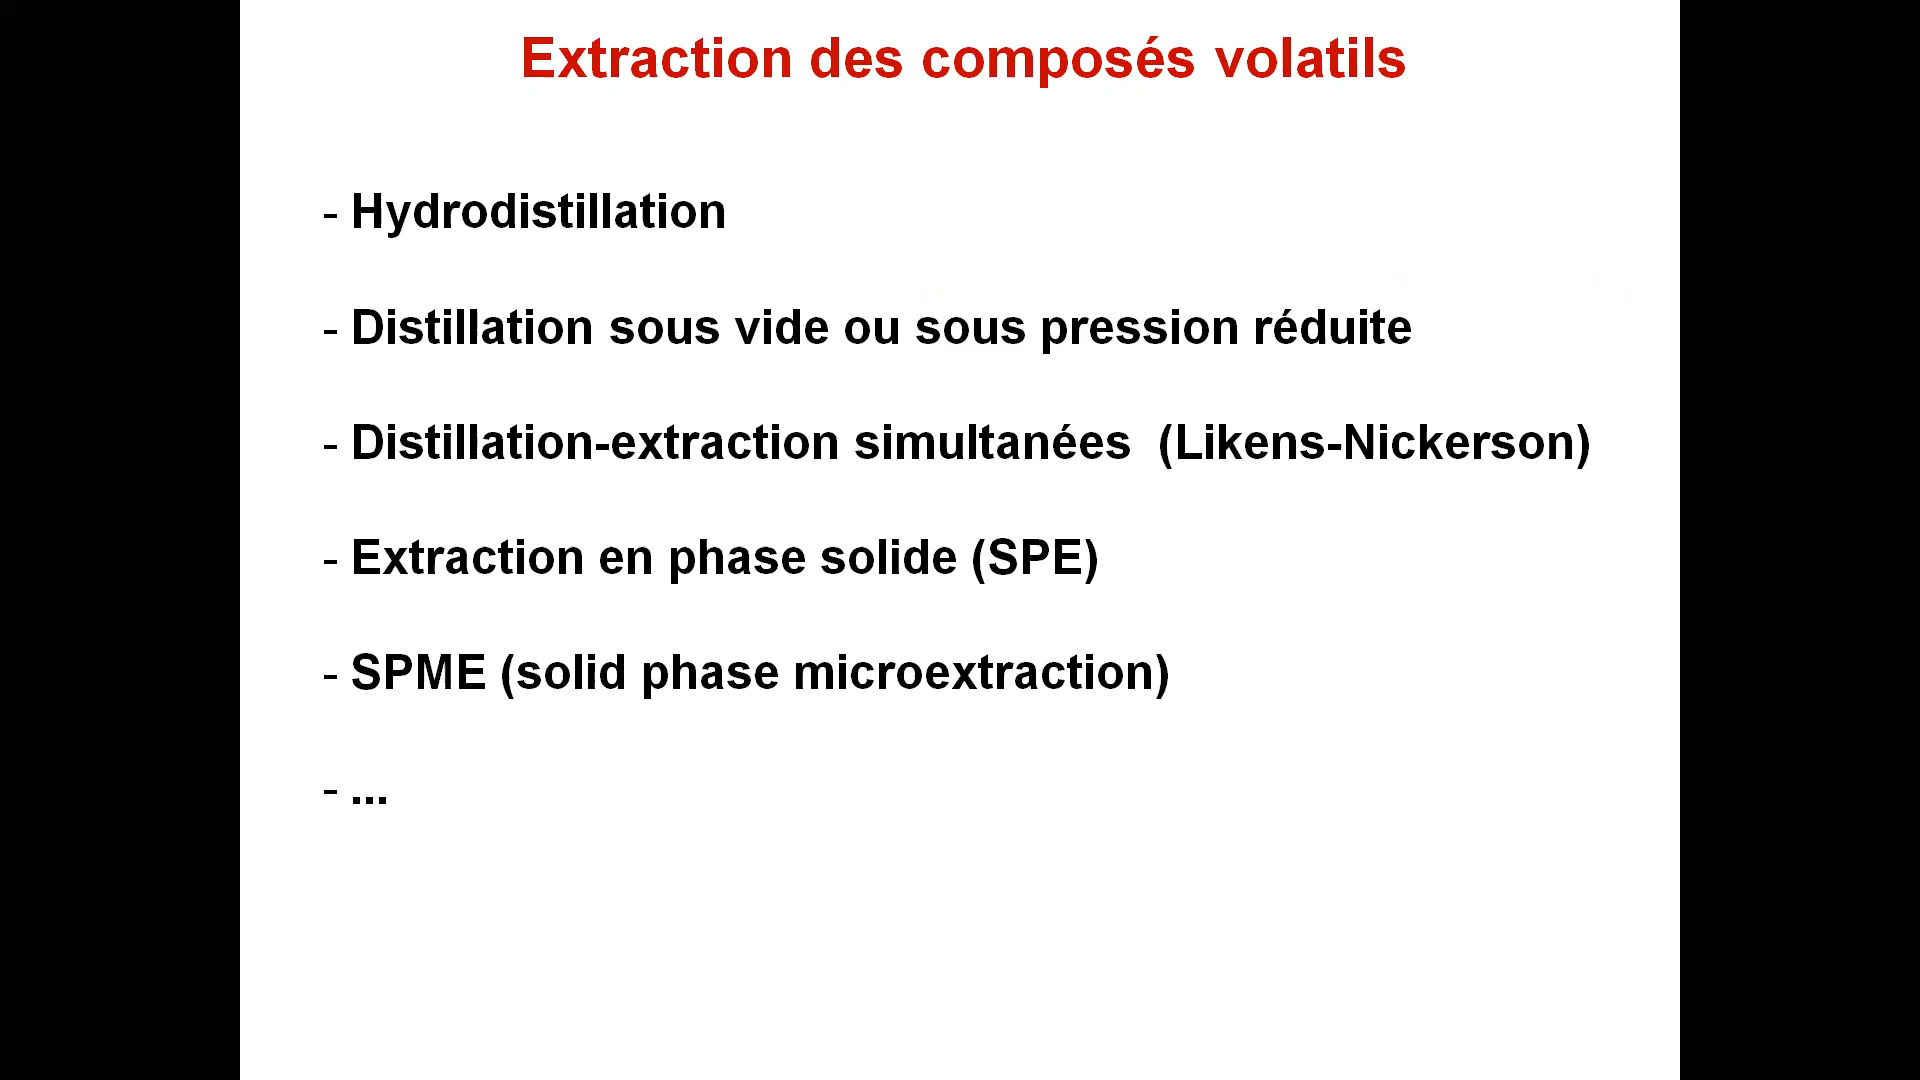 Extraction des composés volatils
- Hydrodistillation
- Distillation sous vide ou sous pression réduite
- Distillation-extraction simultanées  (Likens-Nickerson)
- Extraction en phase solide (SPE)
- SPME (solid phase microextraction)
- ...